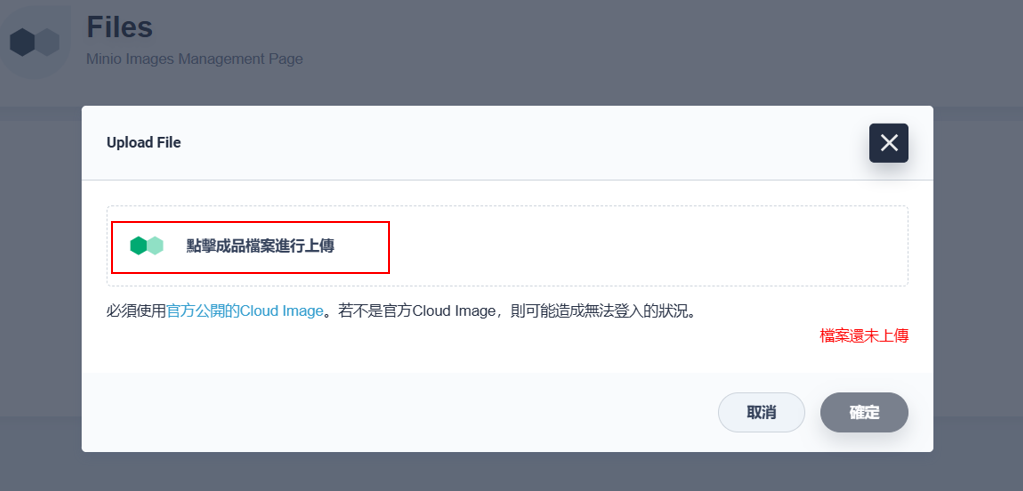 Files
Minio Images Management Page
Upload File
點擊成品檔案進行上傳
必須使用官方公開的Cloud Image。若不是官方Cloud Image，則可能造成無法登入的狀況。
檔案還未上傳
取消
確定